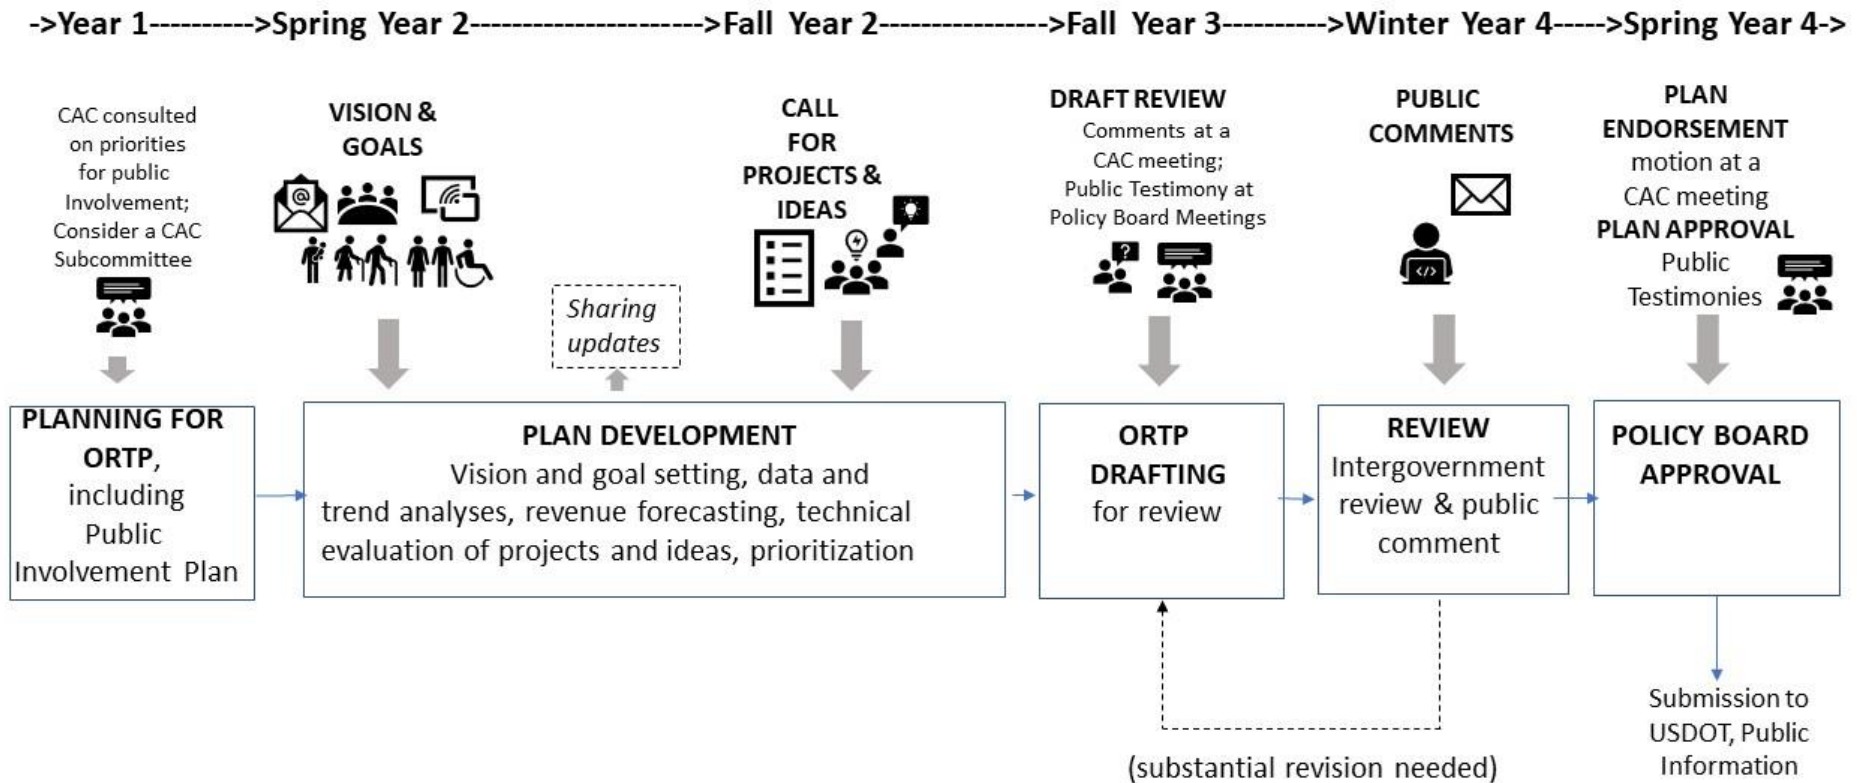 ->Year 1--------->Spring Year 2-------------------->Fall Year 2--------------->Fall Year 3--------->Winter Year 4----->Spring Year 4->
CAC consulted
on priorities
for public
Involvement;
Consider a CAC
Subcommittee
VISION &
GOALS
@
Sharing
updates
CALL
FOR
PROJECTS &
IDEAS
DRAFT REVIEW
Comments at a
CAC meeting;
Public Testimony at
Policy Board Meetings
?
PUBLIC
COMMENTS
</>
PLAN
ENDORSEMENT
motion at a
CAC meeting
PLAN APPROVAL
Public
Testimonies
PLANNING FOR
ORTP,
including
Public
Involvement Plan
PLAN DEVELOPMENT
Vision and goal setting, data and
trend analyses, revenue forecasting, technical
evaluation of projects and ideas, prioritization
ORTP
DRAFTING
for review
REVIEW
Intergovernment
review & public
comment
POLICY BOARD
APPROVAL
(substantial revision needed)
Submission to
USDOT, Public
Information